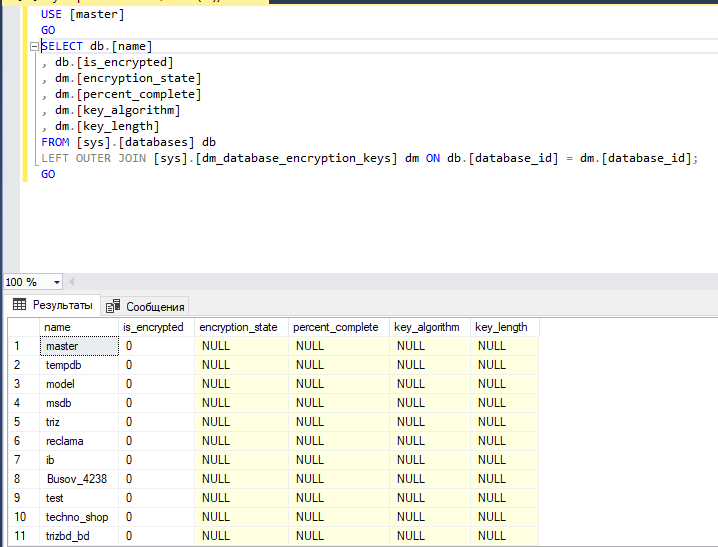 USE [master]
GO
SELECT db.[name]
, db.[is_encrypted]
, dm.[encryption_state]
, dm.[percent_complete]
, dm.[key_algorithm]
, dm.[key_length]
FROM [sys].[databases] db
LEFT OUTER JOIN [sys].[dm_database_encryption_keys] dm ON db.[database_id] = dm.[database_id];
GO
100 %
Результаты Сообщения
name is_encrypted encryption_state percent_complete key_algorithm key_length
1 master 0 NULL NULL NULL NULL
2 tempdb 0 NULL NULL NULL NULL
3 model 0 NULL NULL NULL NULL
4 msdb 0 NULL NULL NULL NULL
5 triz 0 NULL NULL NULL NULL
6 reclama 0 NULL NULL NULL NULL
7 ib 0 NULL NULL NULL NULL
8 Busov_4238 0 NULL NULL NULL NULL
9 test 0 NULL NULL NULL NULL
10 techno_shop 0 NULL NULL NULL NULL
11 trizbd_bd 0 NULL NULL NULL NULL